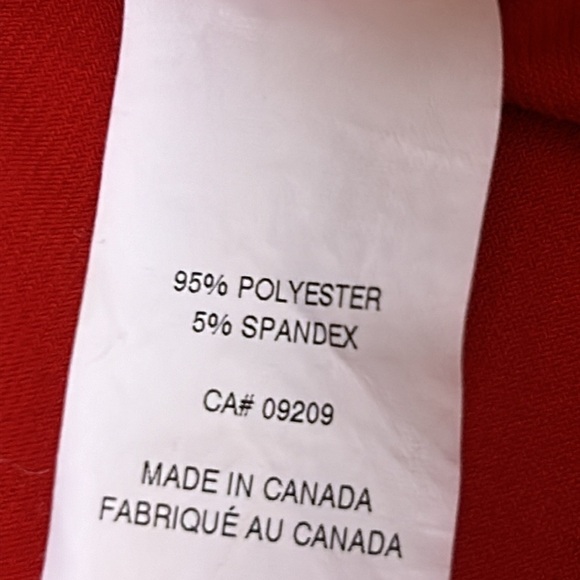 95% POLYESTER
5% SPANDEX
CA# 09209
MADE IN CANADA
FABRIQUÉ AU CANADA